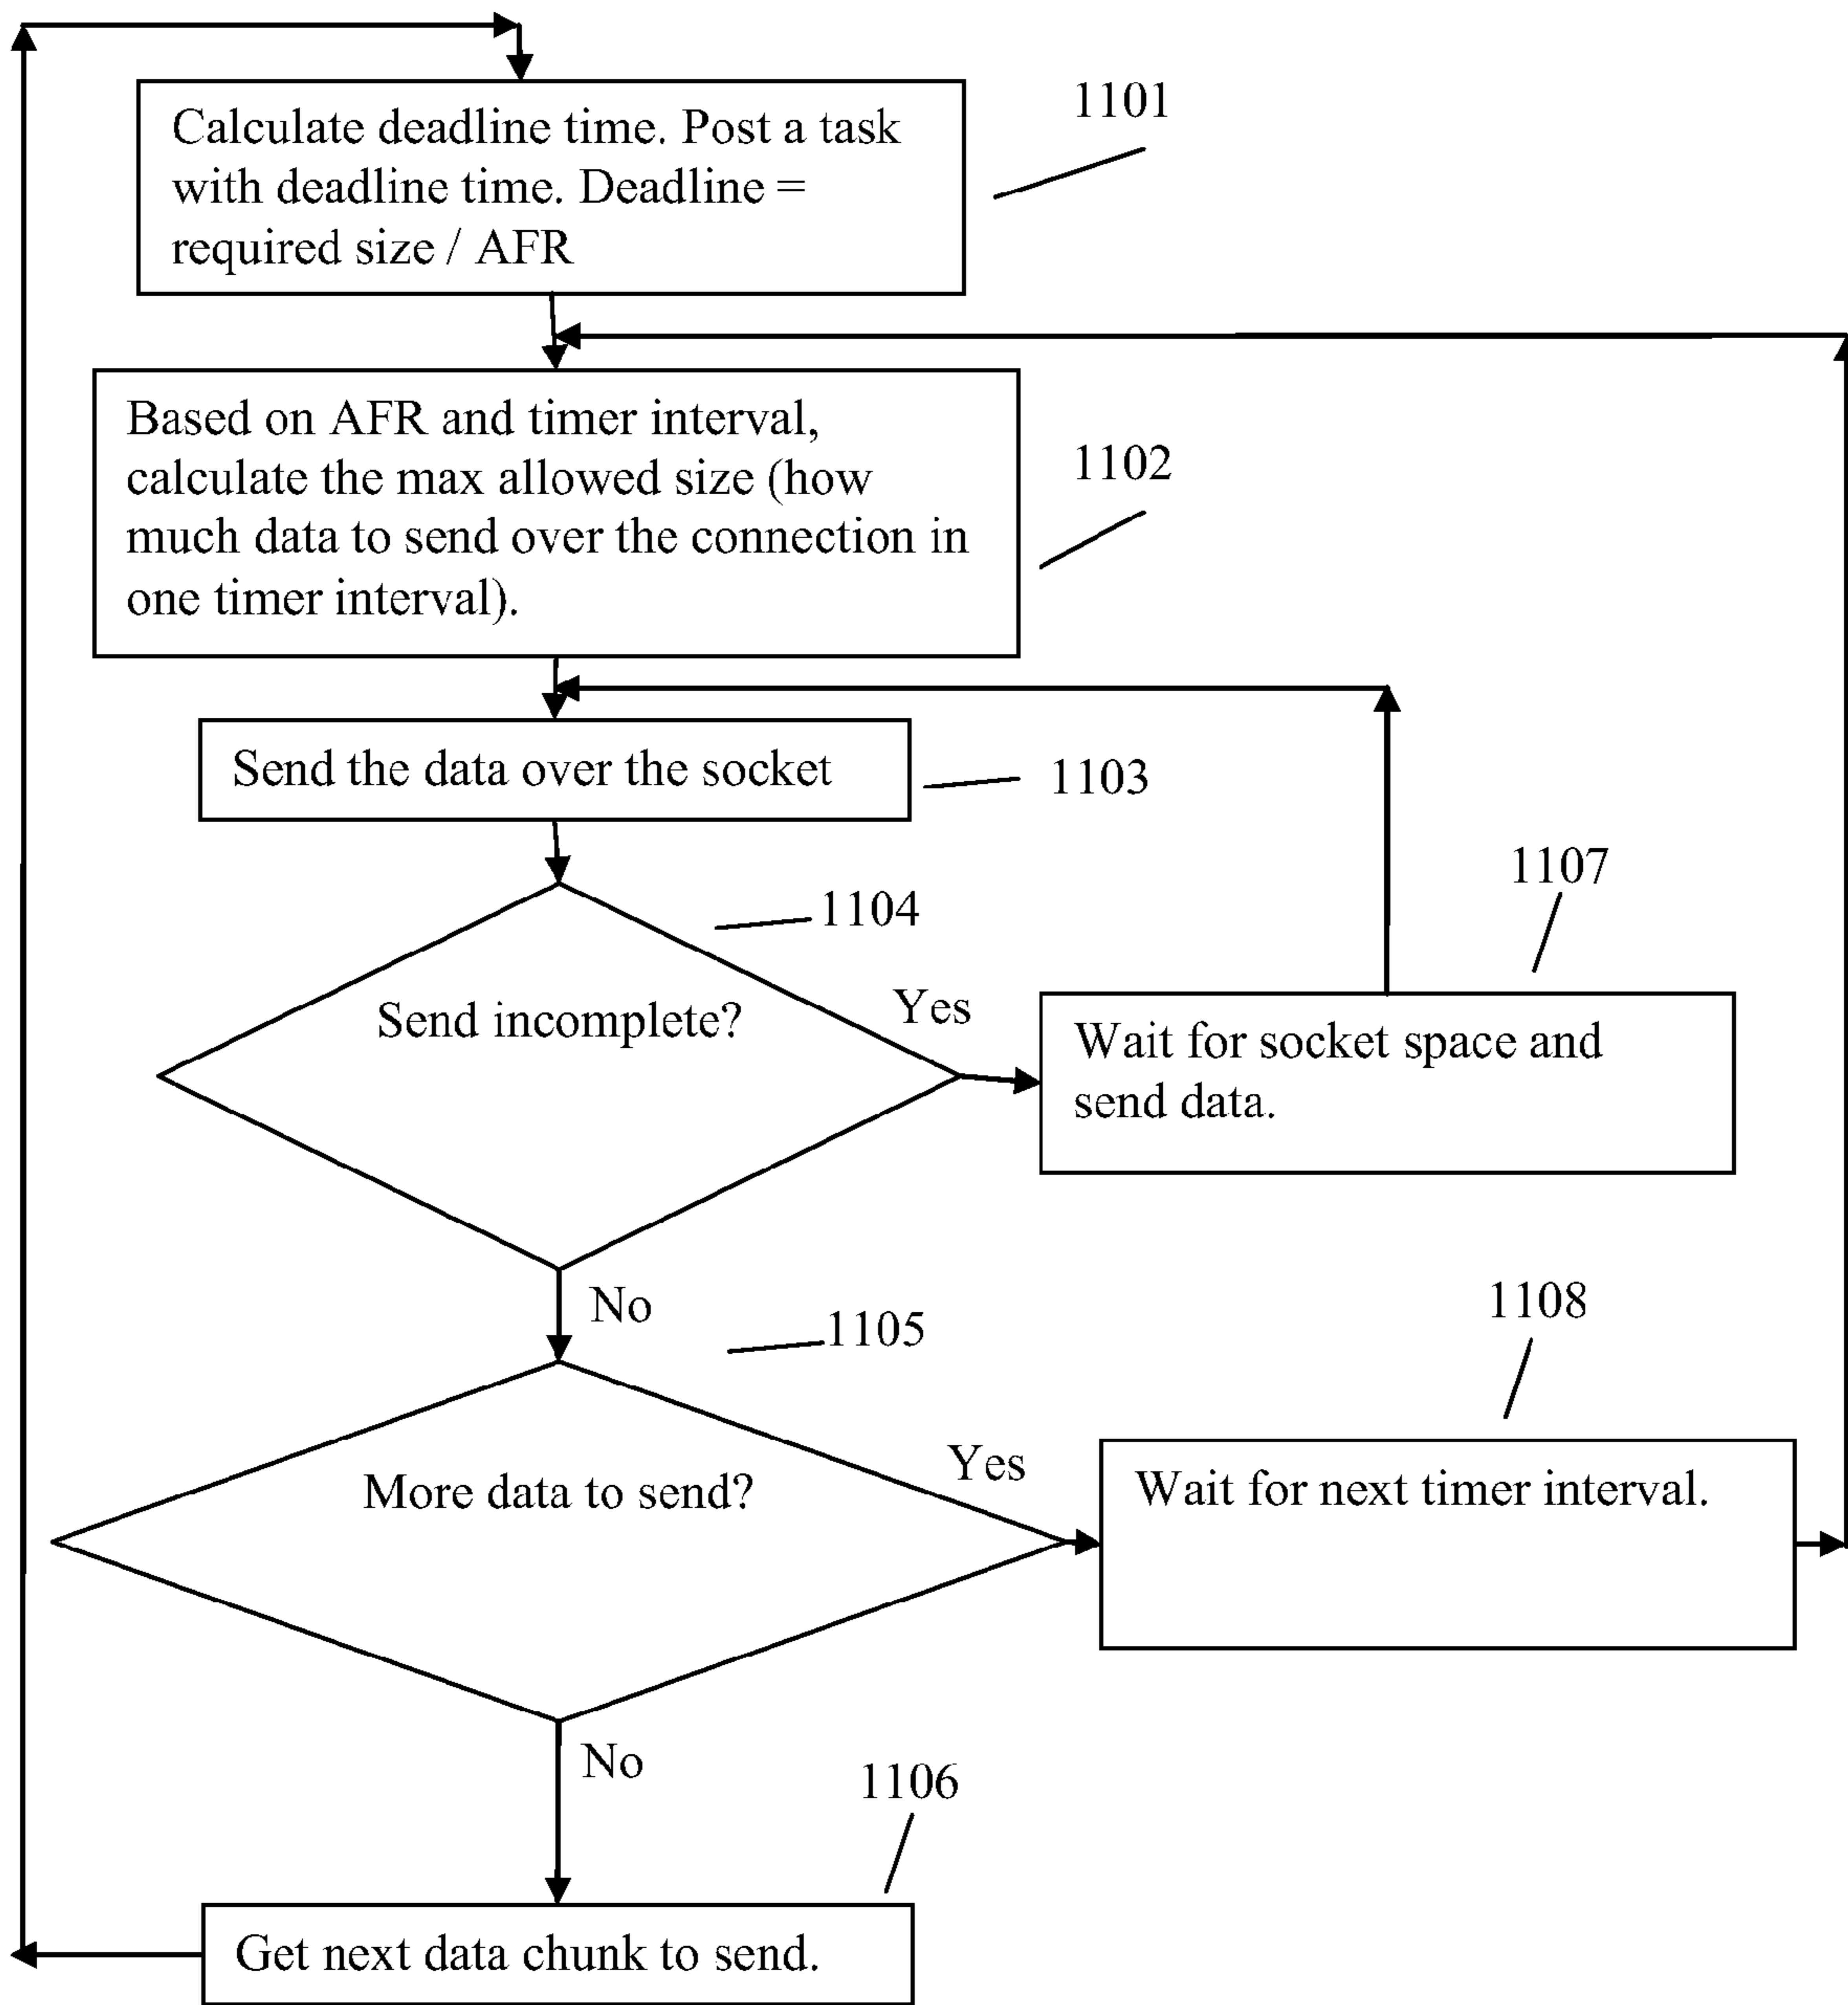 Calculate deadline time. Post a task
with deadline time. Deadline =
required size / AFR
1101
Based on AFR and timer interval,
calculate the max allowed size (how
much data to send over the connection in
one timer interval).
1102
Send the data over the socket
1103
1104
Send incomplete?
Yes
1107
Wait for socket space and
send data.
No
1105
More data to send?
Yes
1108
Wait for next timer interval.
No
1106
Get next data chunk to send.